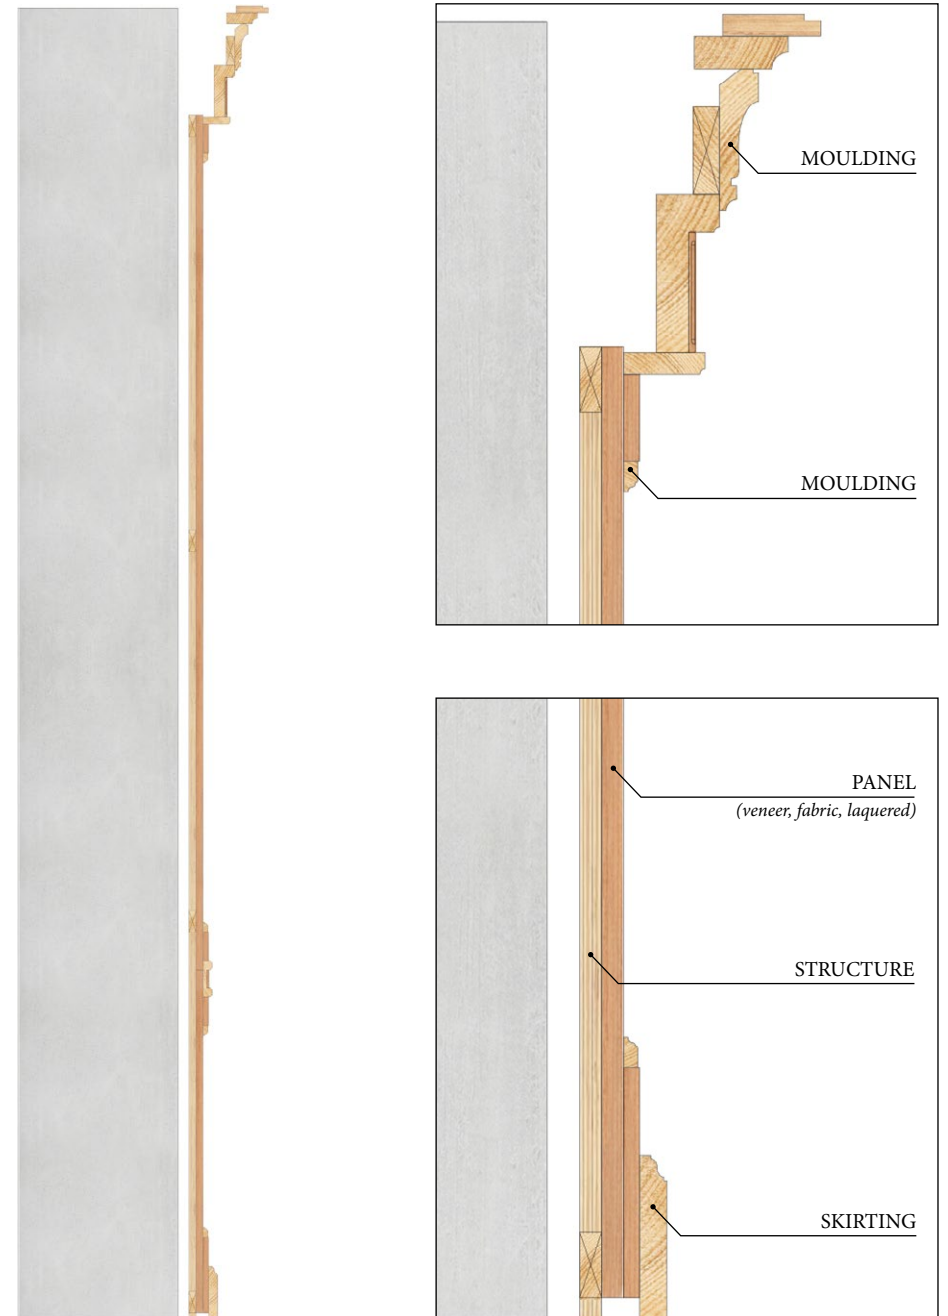 MOULDING
MOULDING
PANEL
(veneer, fabric, laquered)
STRUCTURE
SKIRTING